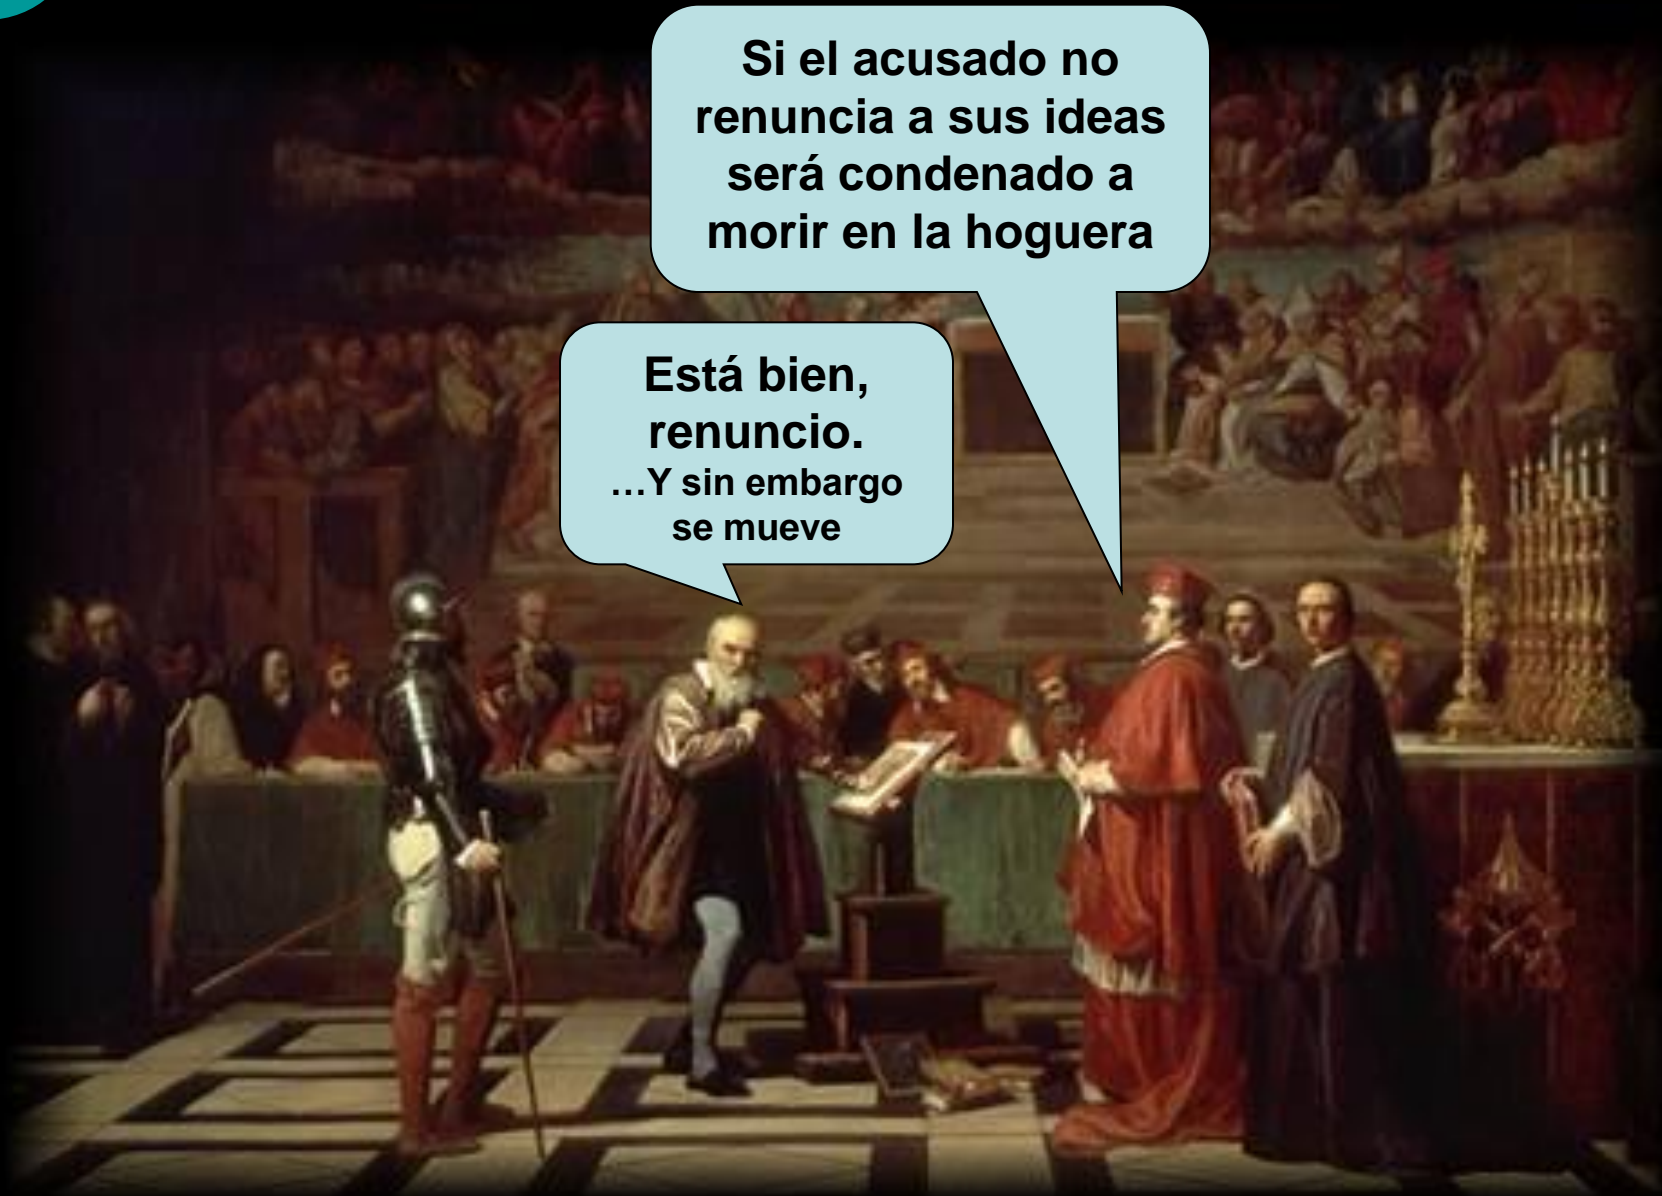 Si el acusado no
renuncia a sus ideas
será condenado a
morir en la hoguera
Está bien,
renuncio.
…Y sin embargo
se mueve